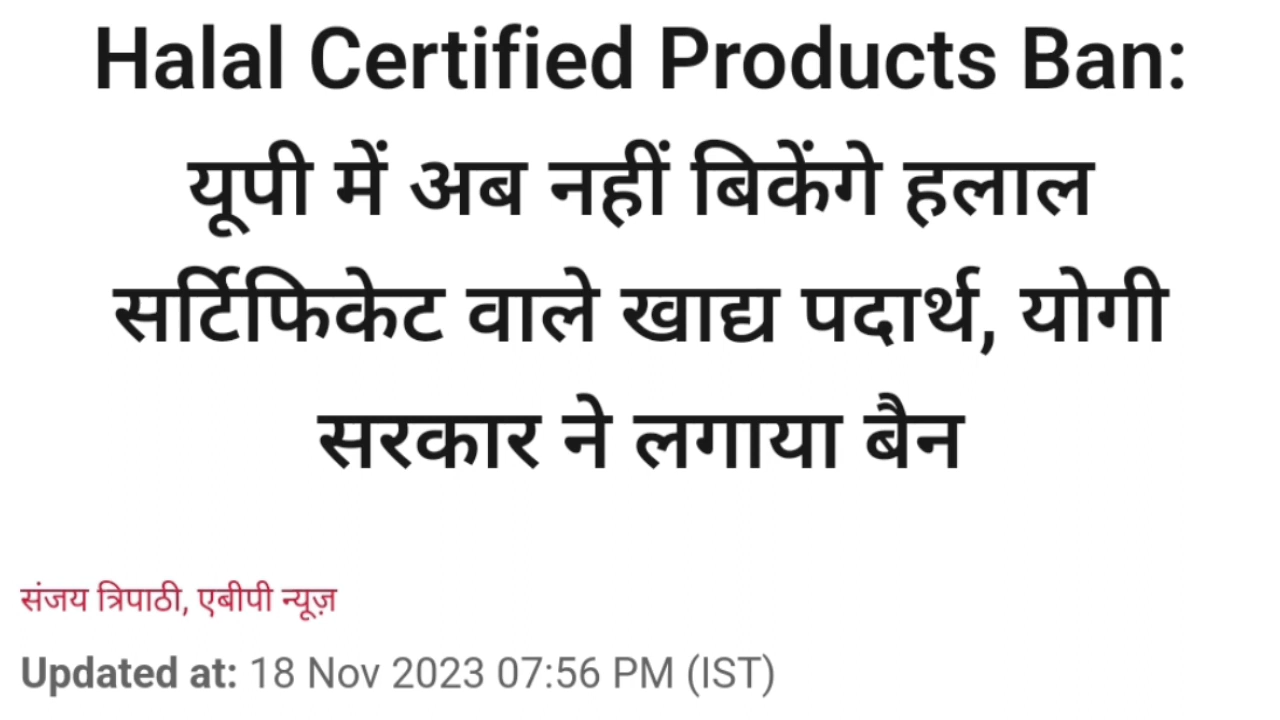 Halal Certified Products Ban:
यूपी में अब नहीं बिकेंगे हलाल
सर्टिफिकेट वाले खाद्य पदार्थ, योगी
सरकार ने लगाया बैन
संजय त्रिपाठी, एबीपी न्यूज़
Updated at: 18 Nov 2023 07:56 PM (IST)